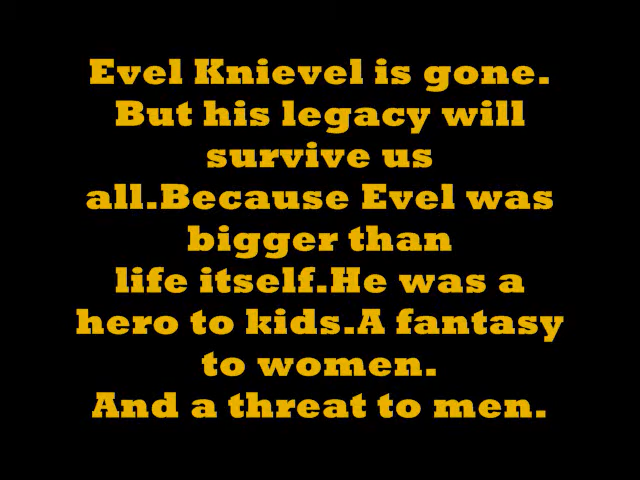 Evel Knievel is gone.
But his legacy will
survive us
all.Because Evel was
bigger than
life itself.He was a
hero to kids.A fantasy
to women.
And a threat to men.